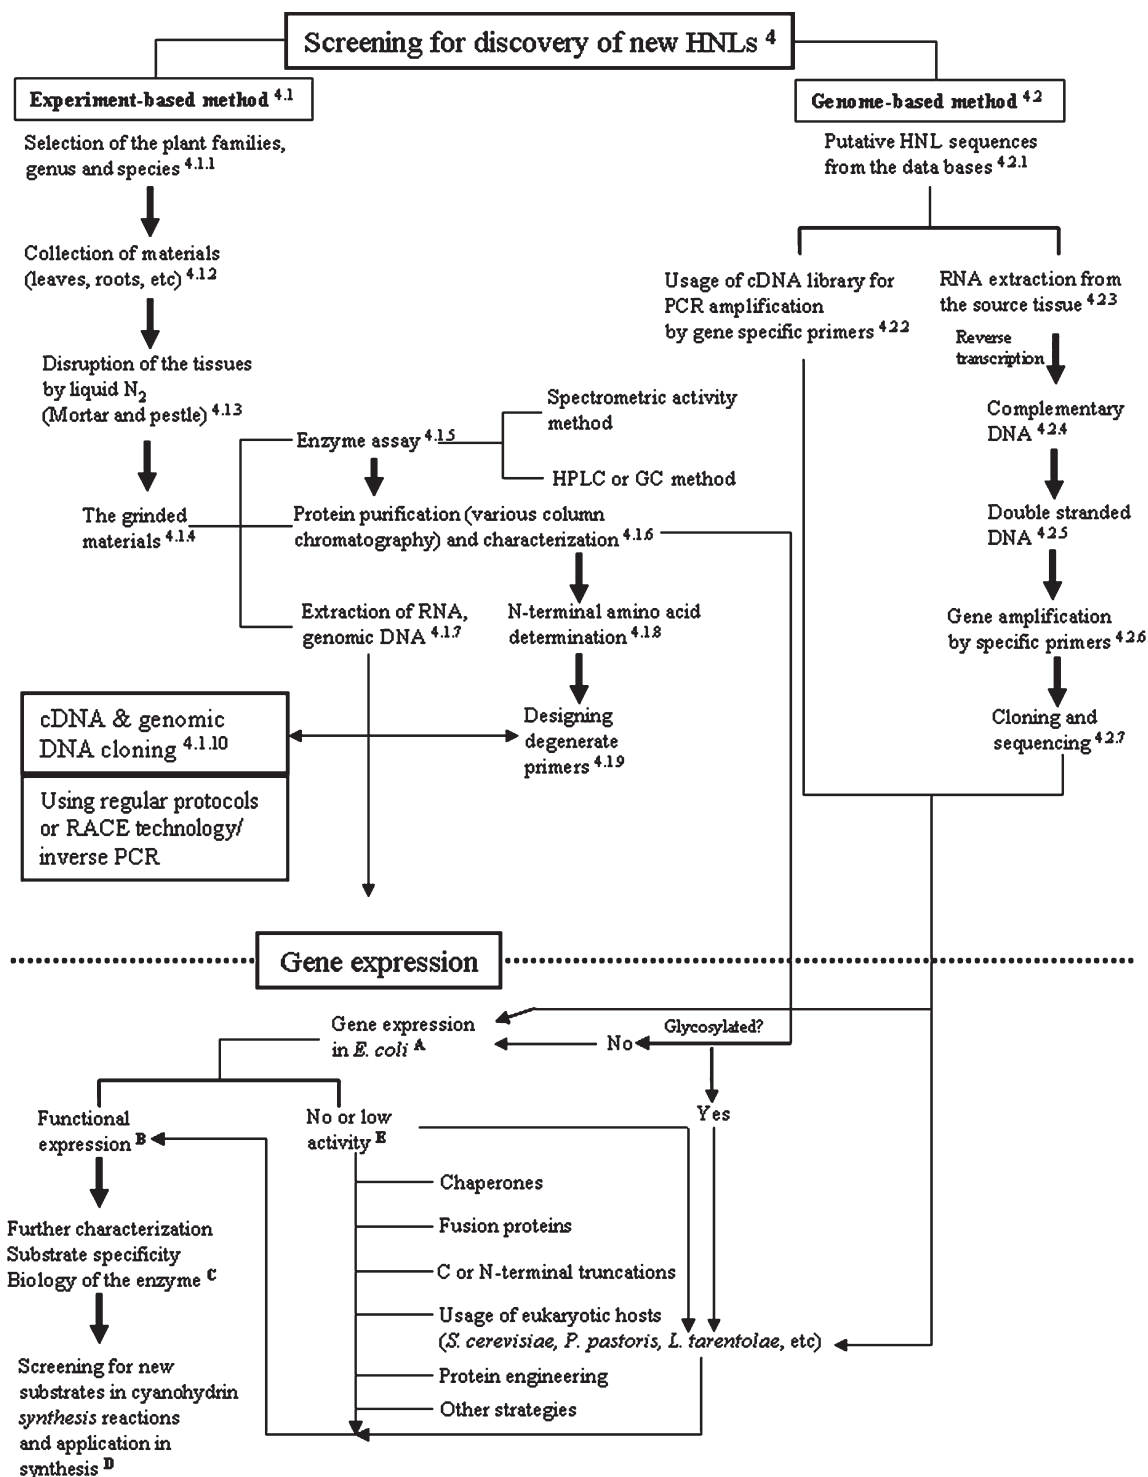 Screening for discovery of new HNLs 4
Experiment-based method 4.1
Selection of the plant families,
genus and species 4.1.1
Collection of materials
(leaves, roots, etc) 4.1.2
Disruption of the tissues
by liquid N2
(Mortar and pestle) 4.1.3
The grinded
materials 4.1.4
Enzyme assay 4.1.5
Spectrometric activity
method
HPLC or GC method
Protein purification (various column
chromatography) and characterization 4.1.6
Extraction of RNA,
genomic DNA 4.1.7
N-terminal amino acid
determination 4.1.8
Designing
degenerate
primers 4.1.9
cDNA & genomic
DNA cloning 4.1.10
Using regular protocols
or RACE technology/
inverse PCR
Genome-based method 4.2
Putative HNL sequences
from the data bases 4.2.1
Usage of cDNA library for
PCR amplification
by gene specific primers 4.2.2
RNA extraction from
the source tissue 4.2.3
Reverse
transcription
Complementary
DNA 4.2.4
Double stranded
DNA 4.2.5
Gene amplification
by specific primers 4.2.6
Cloning and
sequencing 4.2.7
Gene expression
Gene expression
in E. coli A
No
Glycosylated?
Yes
Functional
expression B
No or low
activity E
Further characterization
Substrate specificity
Biology of the enzyme C
Screening for new
substrates in cyanohydrin
synthesis reactions
and application in
synthesis D
Chaperones
Fusion proteins
C or N-terminal truncations
Usage of eukaryotic hosts
(S. cerevisiae, P. pastoris, L. tarentolae, etc)
Protein engineering
Other strategies